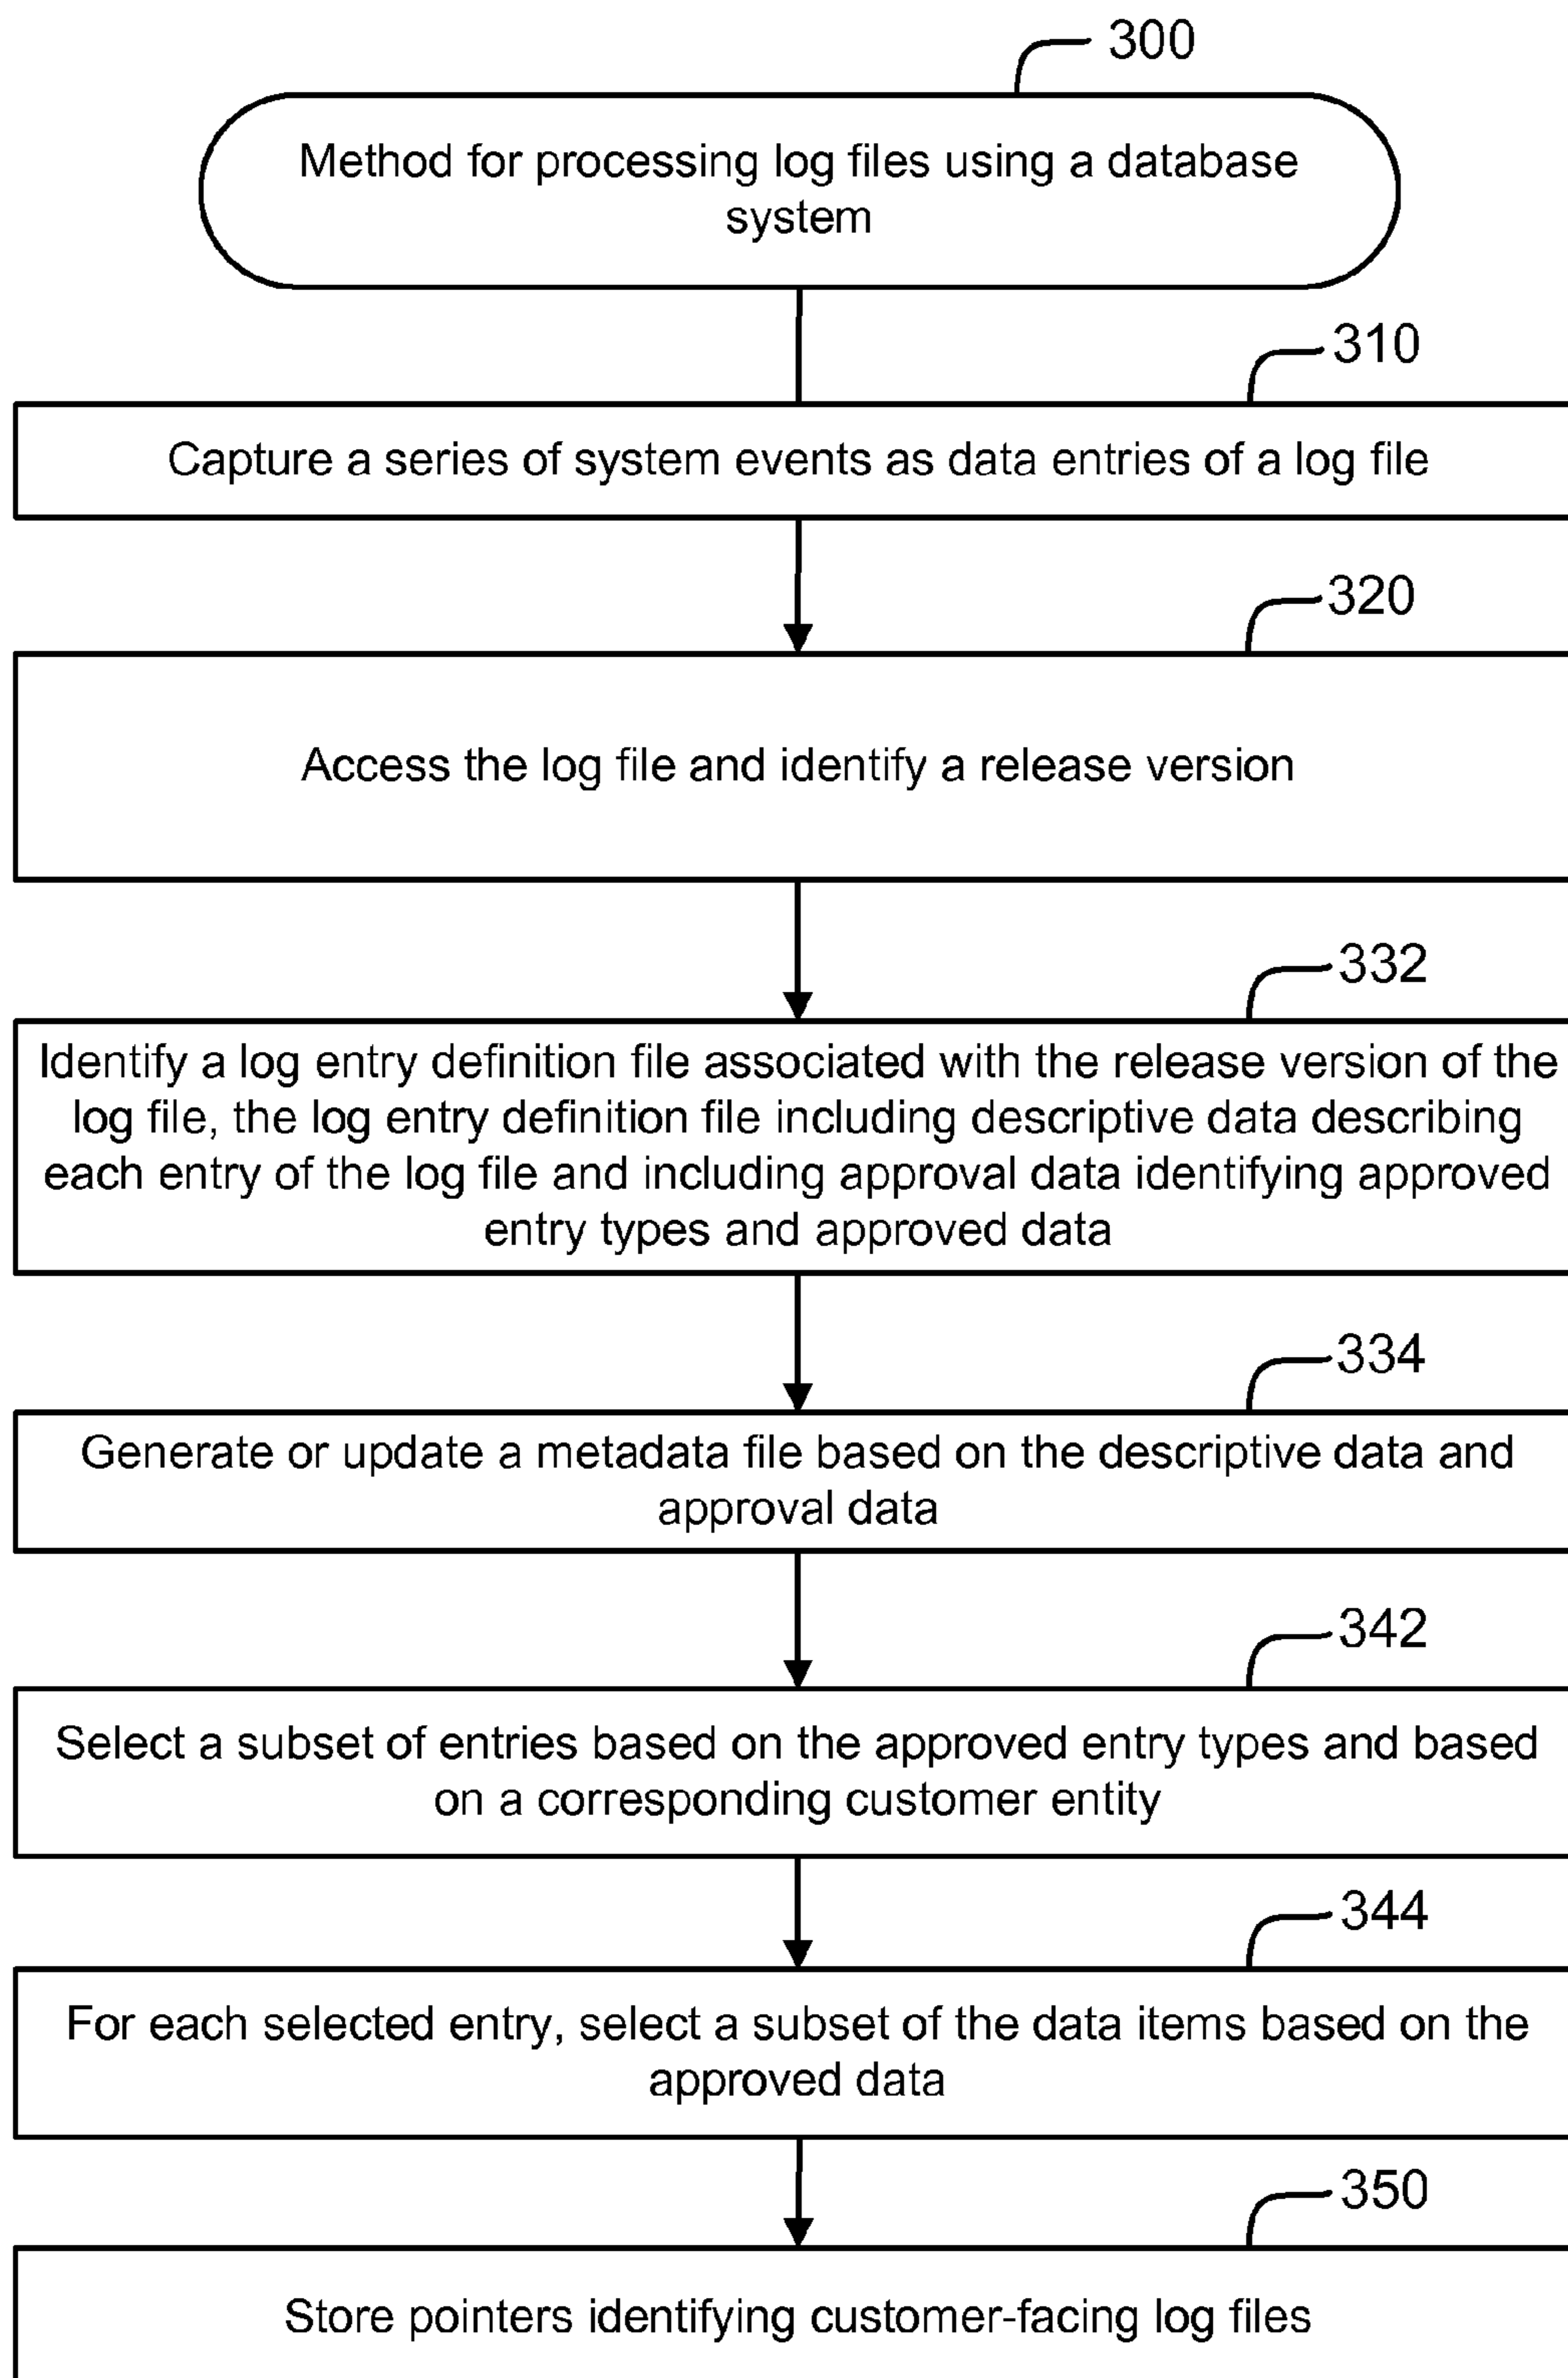 300
Method for processing log files using a database
system
310
Capture a series of system events as data entries of a log file
320
Access the log file and identify a release version
332
Identify a log entry definition file associated with the release version of the
log file, the log entry definition file including descriptive data describing
each entry of the log file and including approval data identifying approved
entry types and approved data
334
Generate or update a metadata file based on the descriptive data and
approval data
342
Select a subset of entries based on the approved entry types and based
on a corresponding customer entity
344
For each selected entry, select a subset of the data items based on the
approved data
350
Store pointers identifying customer-facing log files